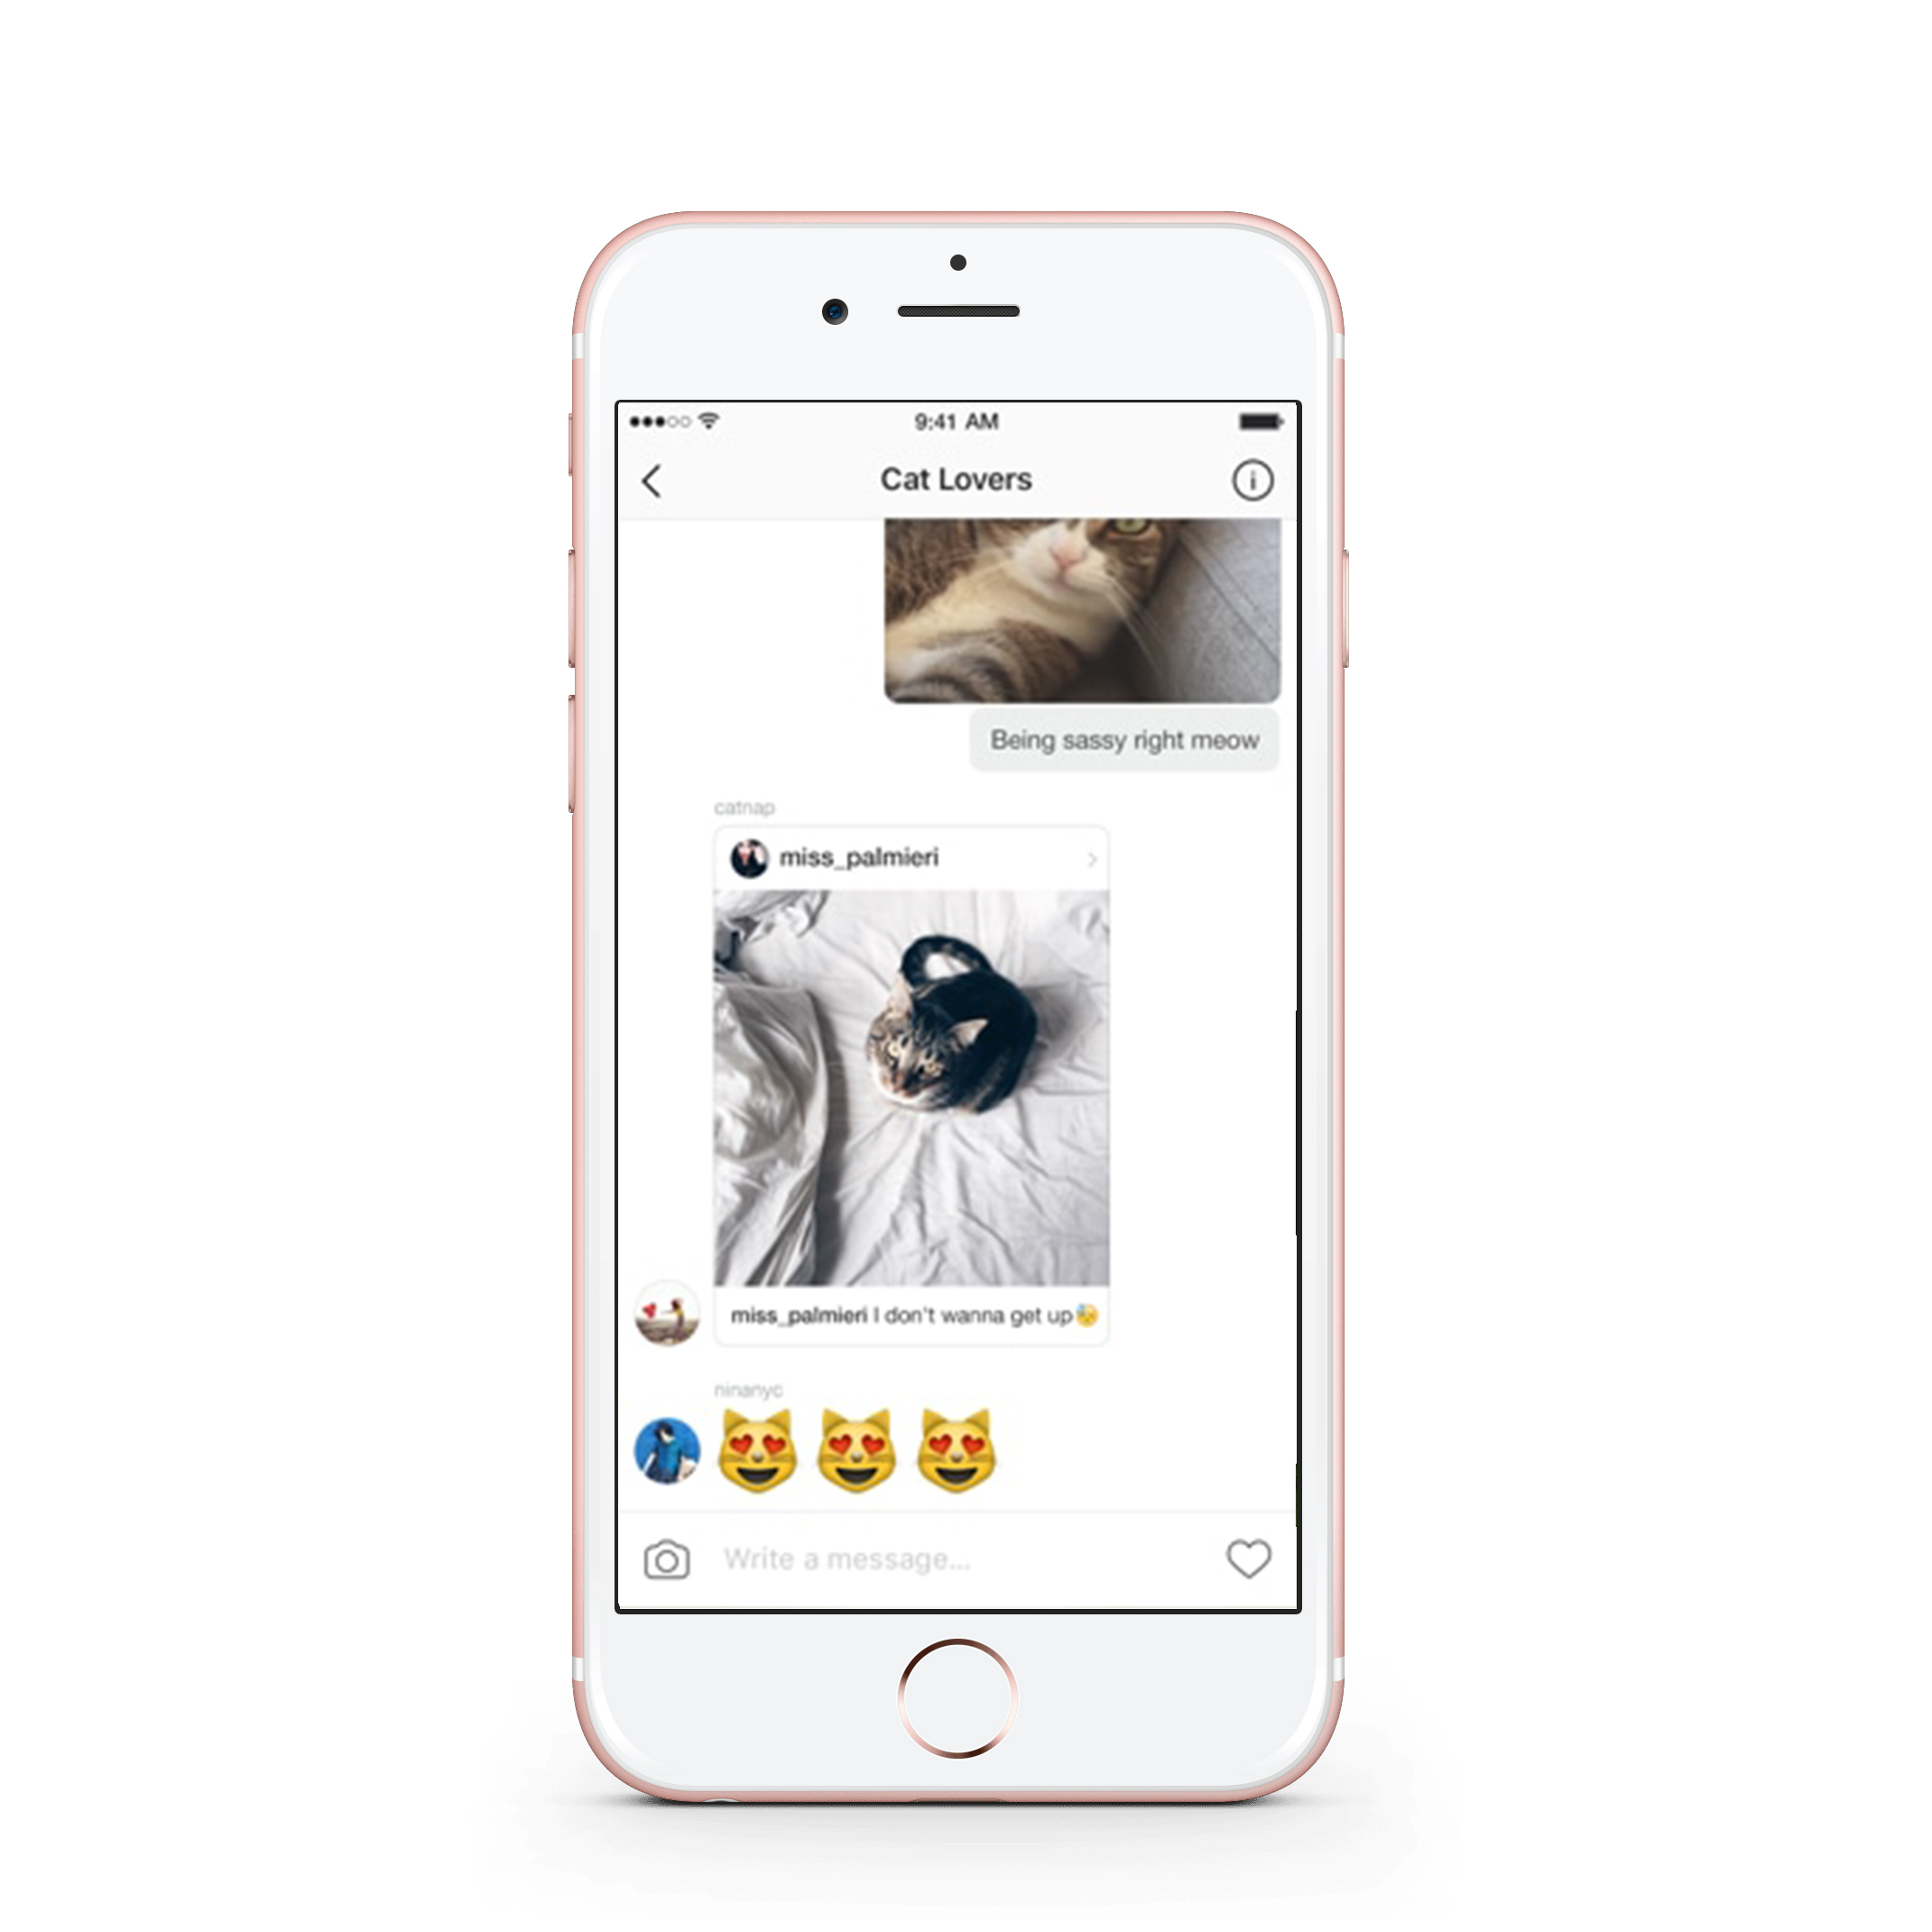 9:41 AM
Cat Lovers
Being sassy right meow
catnap
miss_palmieri
miss_palmieri I don't wanna get up
ninanyc
Write a message...